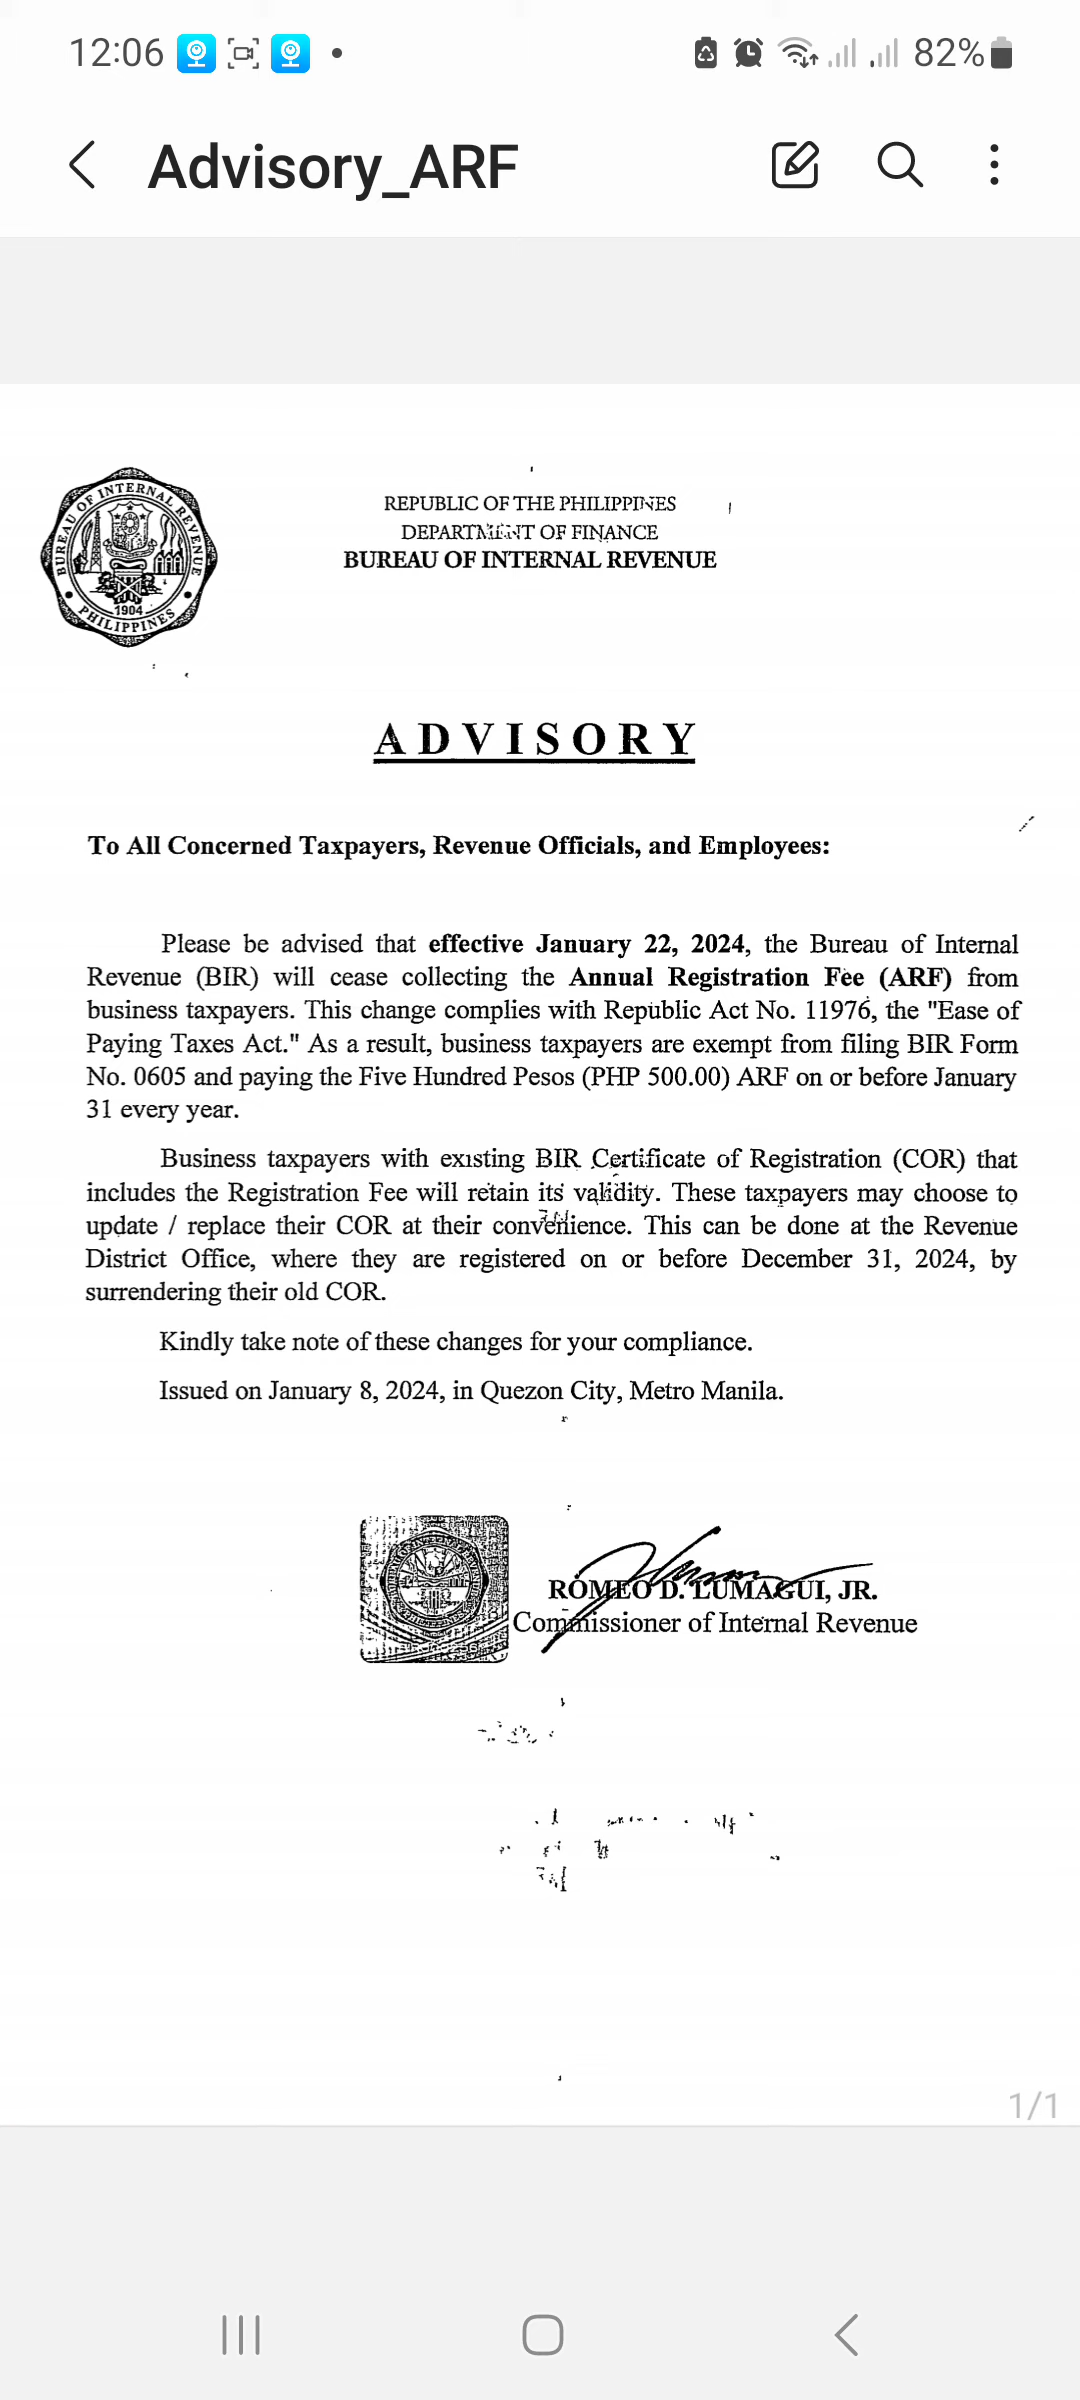 12:06
82%
Advisory_ARF
BUREAU OF INTERNAL REVENUE
1904
PHILIPPINES
REPUBLIC OF THE PHILIPPINES
DEPARTMENT OF FINANCE
BUREAU OF INTERNAL REVENUE
ADVISORY
To All Concerned Taxpayers, Revenue Officials, and Employees:
Please be advised that effective January 22, 2024, the Bureau of Internal
Revenue (BIR) will cease collecting the Annual Registration Fee (ARF) from
business taxpayers. This change complies with Republic Act No. 11976, the "Ease of
Paying Taxes Act." As a result, business taxpayers are exempt from filing BIR Form
No. 0605 and paying the Five Hundred Pesos (PHP 500.00) ARF on or before January
31 every year.
Business taxpayers with existing BIR Certificate of Registration (COR) that
includes the Registration Fee will retain its validity. These taxpayers may choose to
update / replace their COR at their convenience. This can be done at the Revenue
District Office, where they are registered on or before December 31, 2024, by
surrendering their old COR.
Kindly take note of these changes for your compliance.
Issued on January 8, 2024, in Quezon City, Metro Manila.
ROMEO D. LUMAGUI, JR.
Commissioner of Internal Revenue
1/1